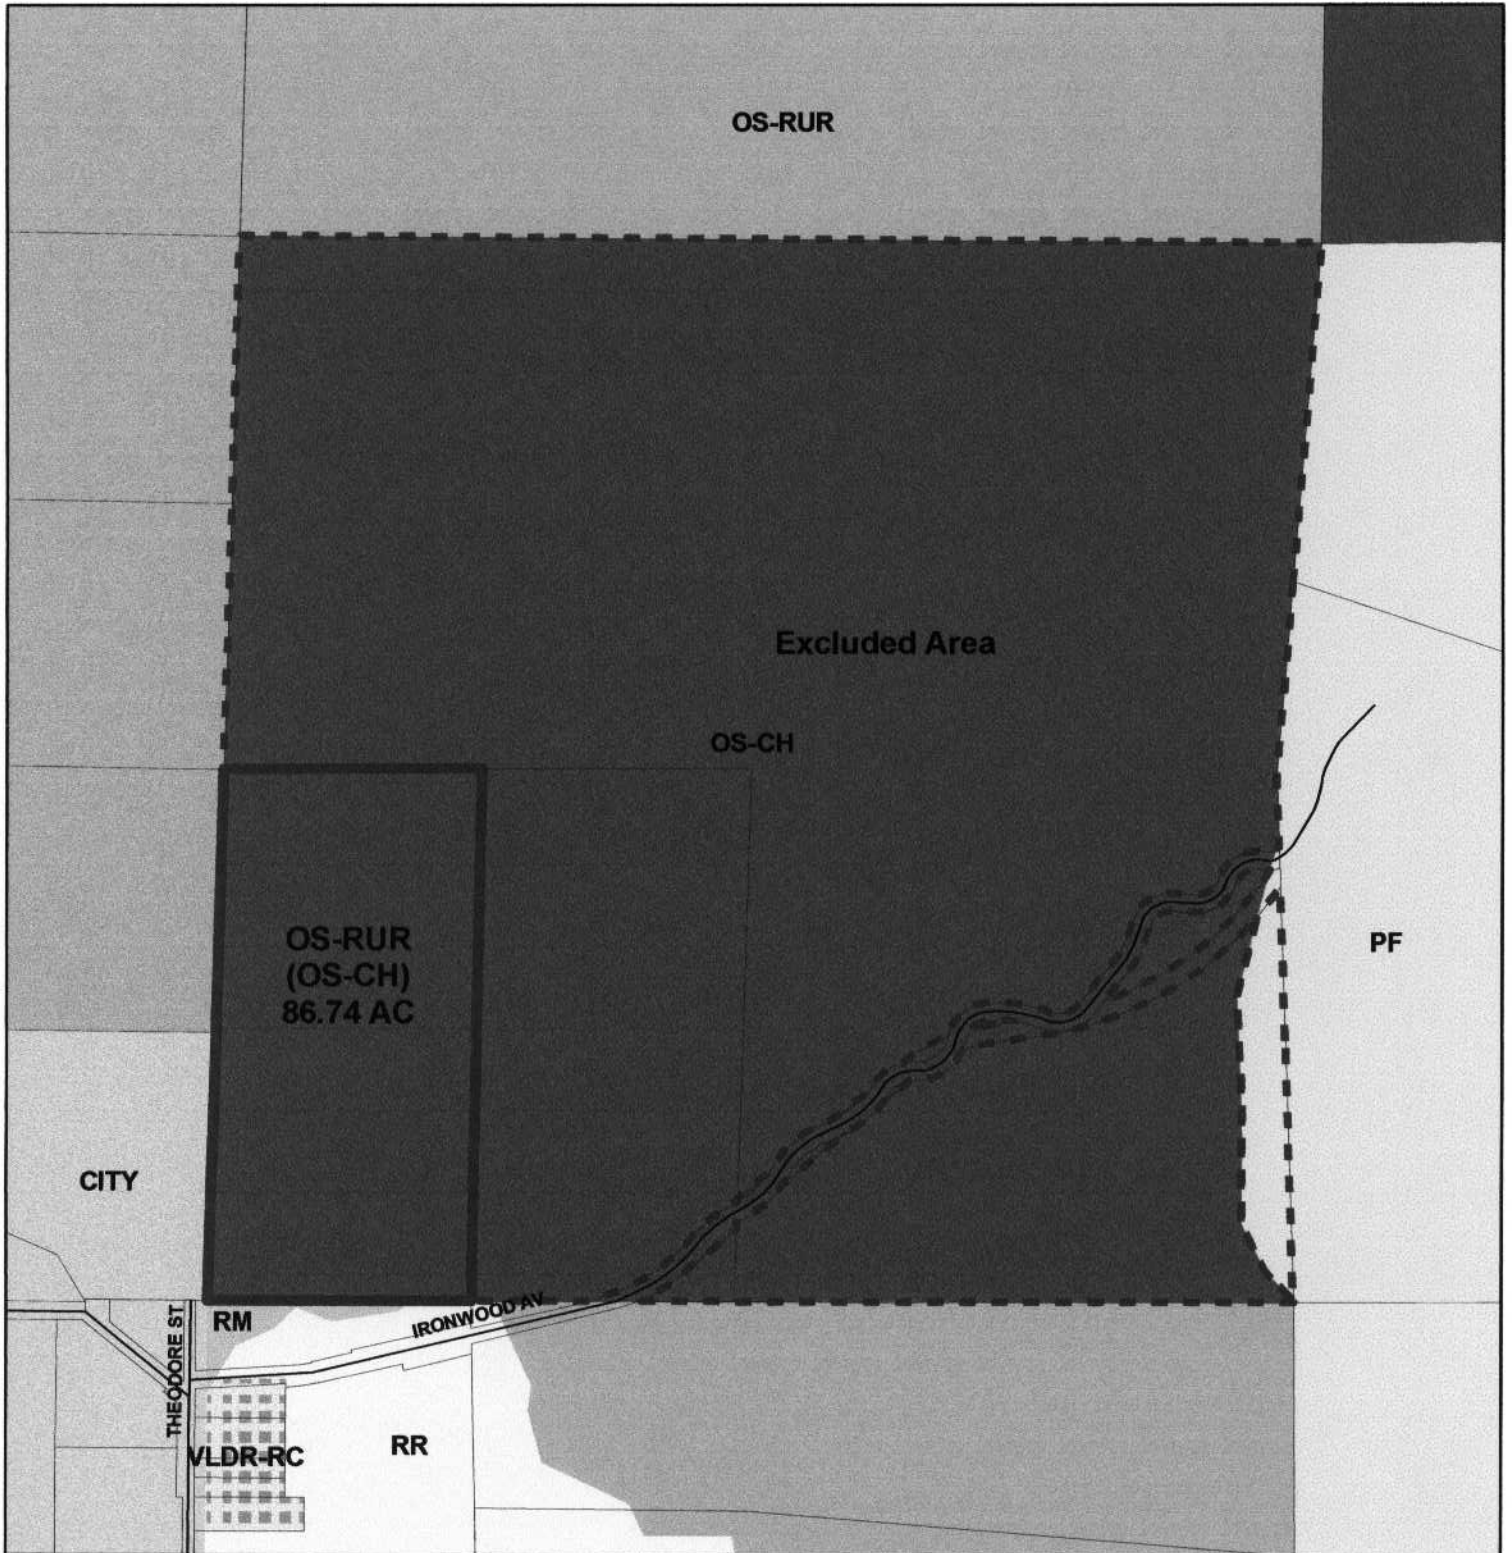 OS-RUR
Excluded Area
OS-CH
OS-RUR
(OS-CH)
86.74 AC
PF
CITY
RM
IRONWOOD AV
THEODORE ST
VLDR-RC
RR